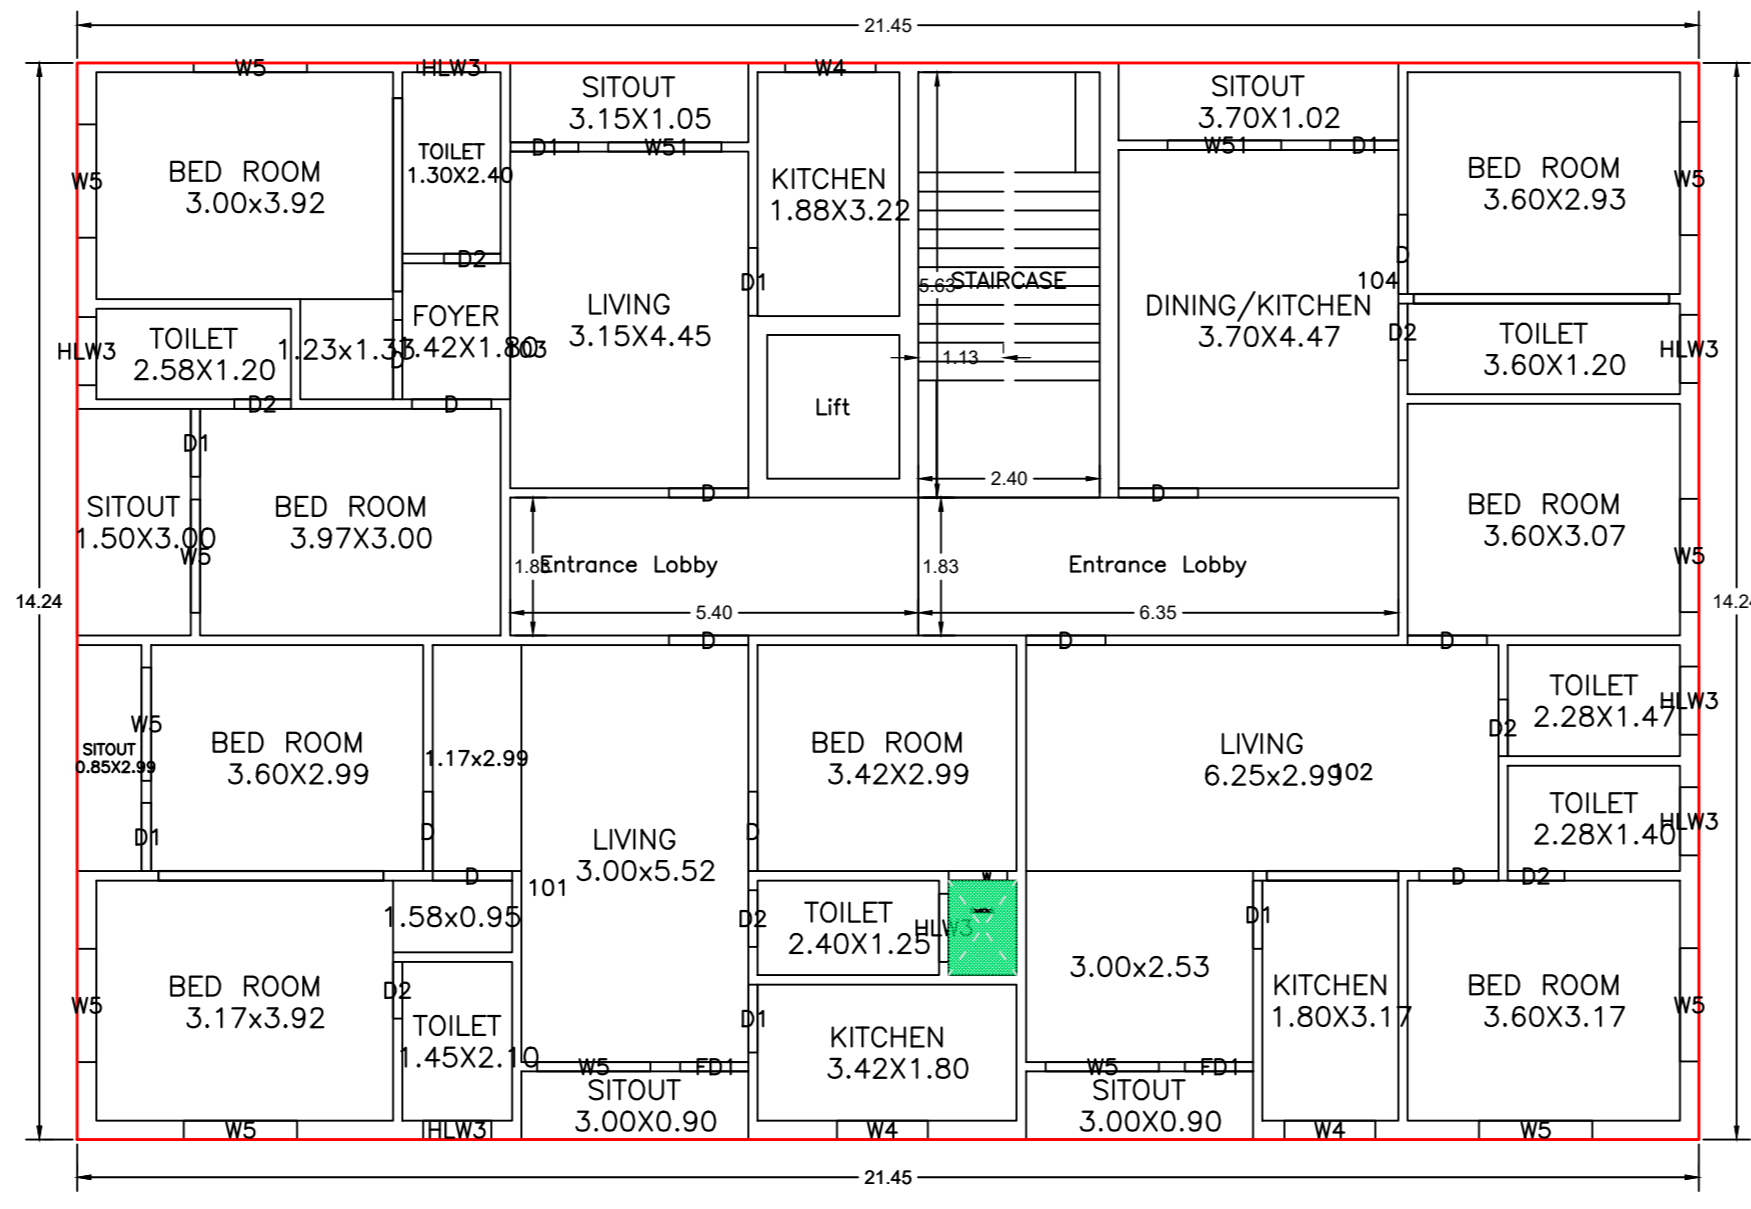 21.45
W5
HLW3
SITOUT
3.15X1.05
W4
SITOUT
3.70X1.02
D1
W51
W51
D1
BED ROOM
3.00x3.92
W5
TOILET
1.30X2.40
KITCHEN
1.88X3.22
BED ROOM
3.60X2.93
W5
D2
D1
5.63
STAIRCASE
D
104
FOYER
1.42X1.80
103
LIVING
3.15X4.45
DINING/KITCHEN
3.70X4.47
D2
TOILET
3.60X1.20
HLW3
HLW3
TOILET
2.58X1.20
1.23x1.33
D
1.13
D2
D
Lift
D1
SITOUT
1.50X3.00
W5
BED ROOM
3.97X3.00
D
2.40
D
BED ROOM
3.60X3.07
W5
1.83
Entrance Lobby
1.83
Entrance Lobby
14.24
14.24
5.40
6.35
D
D
D
SITOUT
0.85X2.99
W5
D1
BED ROOM
3.60X2.99
1.17x2.99
D
BED ROOM
3.42X2.99
D
LIVING
6.25x2.99
102
D2
TOILET
2.28X1.47
HLW3
TOILET
2.28X1.40
HLW3
LIVING
3.00x5.52
101
D
W
D
D2
1.58x0.95
D2
TOILET
2.40X1.25
HLW3
D1
3.00x2.53
BED ROOM
3.17x3.92
W5
D2
TOILET
1.45X2.10
D1
KITCHEN
3.42X1.80
KITCHEN
1.80X3.17
BED ROOM
3.60X3.17
W5
W5
FD1
W5
FD1
SITOUT
3.00X0.90
SITOUT
3.00X0.90
W5
HLW3
W4
W4
W5
21.45